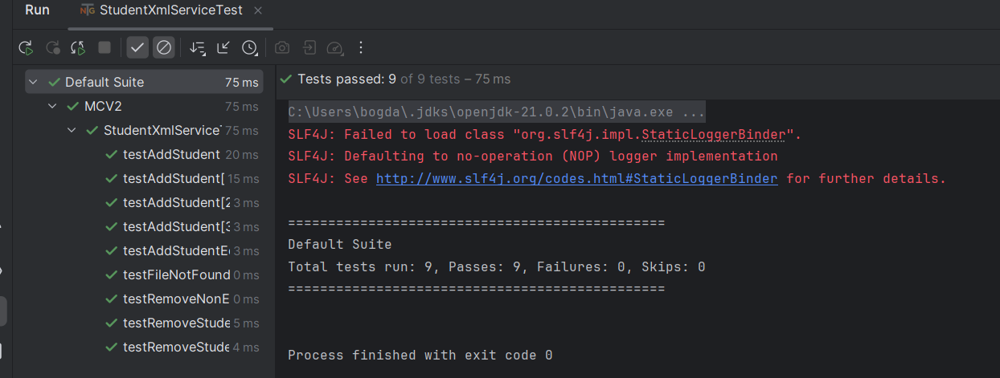 Run
StudentXmlServiceTest
Default Suite 75 ms
MCV2 75 ms
StudentXmlService 75 ms
testAddStudent 20 ms
testAddStudent[ 15 ms
testAddStudent[2 3 ms
testAddStudent[3 3 ms
testAddStudentE 3 ms
testFileNotFound 0 ms
testRemoveNonE 0 ms
testRemoveStude 5 ms
testRemoveStude 4 ms
Tests passed: 9 of 9 tests – 75 ms
C:\Users\bogda\.jdks\openjdk-21.0.2\bin\java.exe ...
SLF4J: Failed to load class "org.slf4j.impl.StaticLoggerBinder".
SLF4J: Defaulting to no-operation (NOP) logger implementation
SLF4J: See http://www.slf4j.org/codes.html#StaticLoggerBinder for further details.
===============================================
Default Suite
Total tests run: 9, Passes: 9, Failures: 0, Skips: 0
===============================================
Process finished with exit code 0